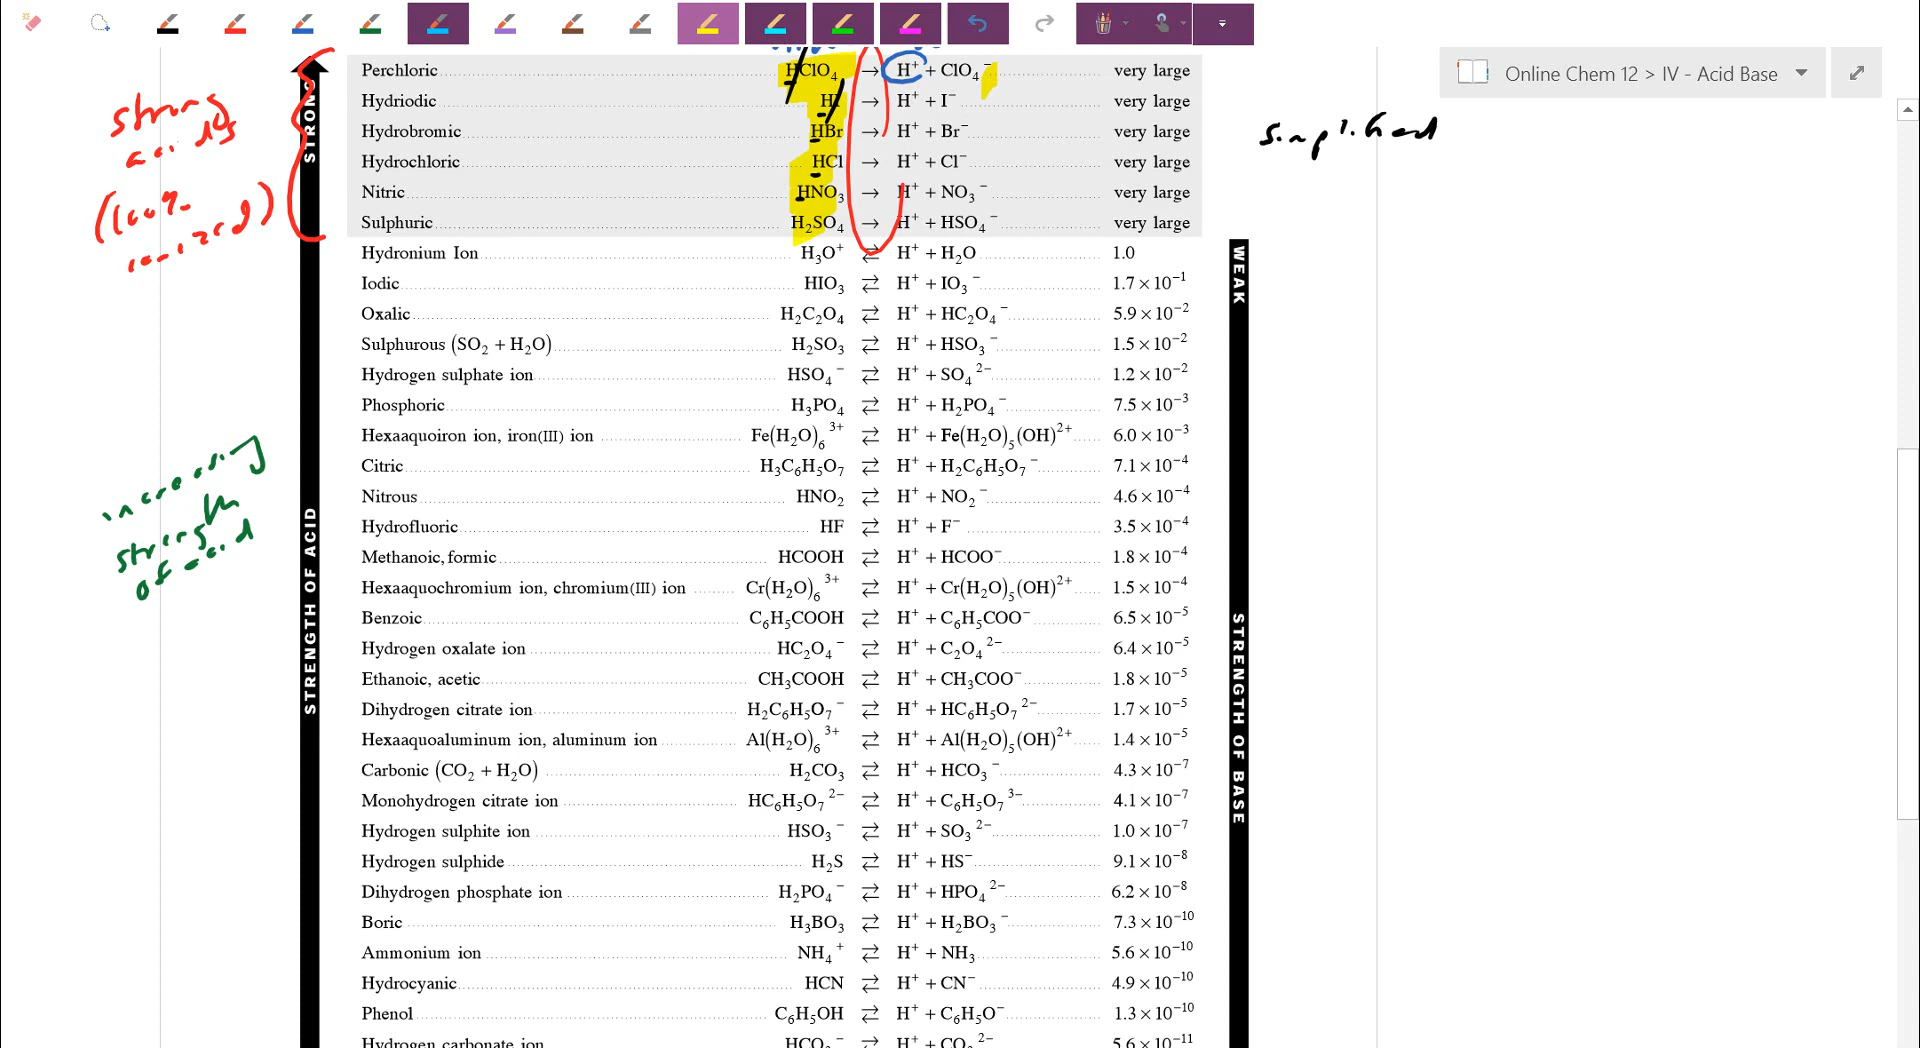 Online Chem 12 > IV - Acid Base
Perchloric HClO₄ → H⁺ + ClO₄⁻ very large
Hydriodic HI → H⁺ + I⁻ very large
Hydrobromic HBr → H⁺ + Br⁻ very large
Hydrochloric HCl → H⁺ + Cl⁻ very large
Nitric HNO₃ → H⁺ + NO₃⁻ very large
Sulphuric H₂SO₄ → H⁺ + HSO₄⁻ very large
Hydronium Ion H₃O⁺ ⇄ H⁺ + H₂O 1.0
Iodic HIO₃ ⇄ H⁺ + IO₃⁻ 1.7 × 10⁻¹
Oxalic H₂C₂O₄ ⇄ H⁺ + HC₂O₄⁻ 5.9 × 10⁻²
Sulphurous (SO₂ + H₂O) H₂SO₃ ⇄ H⁺ + HSO₃⁻ 1.5 × 10⁻²
Hydrogen sulphate ion HSO₄⁻ ⇄ H⁺ + SO₄²⁻ 1.2 × 10⁻²
Phosphoric H₃PO₄ ⇄ H⁺ + H₂PO₄⁻ 7.5 × 10⁻³
Hexaaquoiron ion, iron(III) ion Fe(H₂O)₆³⁺ ⇄ H⁺ + Fe(H₂O)₅(OH)²⁺ 6.0 × 10⁻³
Citric H₃C₆H₅O₇ ⇄ H⁺ + H₂C₆H₅O₇⁻ 7.1 × 10⁻⁴
Nitrous HNO₂ ⇄ H⁺ + NO₂⁻ 4.6 × 10⁻⁴
Hydrofluoric HF ⇄ H⁺ + F⁻ 3.5 × 10⁻⁴
Methanoic, formic HCOOH ⇄ H⁺ + HCOO⁻ 1.8 × 10⁻⁴
Hexaaquochromium ion, chromium(III) ion Cr(H₂O)₆³⁺ ⇄ H⁺ + Cr(H₂O)₅(OH)²⁺ 1.5 × 10⁻⁴
Benzoic C₆H₅COOH ⇄ H⁺ + C₆H₅COO⁻ 6.5 × 10⁻⁵
Hydrogen oxalate ion HC₂O₄⁻ ⇄ H⁺ + C₂O₄²⁻ 6.4 × 10⁻⁵
Ethanoic, acetic CH₃COOH ⇄ H⁺ + CH₃COO⁻ 1.8 × 10⁻⁵
Dihydrogen citrate ion H₂C₆H₅O₇⁻ ⇄ H⁺ + HC₆H₅O₇²⁻ 1.7 × 10⁻⁵
Hexaaquoaluminum ion, aluminum ion Al(H₂O)₆³⁺ ⇄ H⁺ + Al(H₂O)₅(OH)²⁺ 1.4 × 10⁻⁵
Carbonic (CO₂ + H₂O) H₂CO₃ ⇄ H⁺ + HCO₃⁻ 4.3 × 10⁻⁷
Monohydrogen citrate ion HC₆H₅O₇²⁻ ⇄ H⁺ + C₆H₅O₇³⁻ 4.1 × 10⁻⁷
Hydrogen sulphite ion HSO₃⁻ ⇄ H⁺ + SO₃²⁻ 1.0 × 10⁻⁷
Hydrogen sulphide H₂S ⇄ H⁺ + HS⁻ 9.1 × 10⁻⁸
Dihydrogen phosphate ion H₂PO₄⁻ ⇄ H⁺ + HPO₄²⁻ 6.2 × 10⁻⁸
Boric H₃BO₃ ⇄ H⁺ + H₂BO₃⁻ 7.3 × 10⁻¹⁰
Ammonium ion NH₄⁺ ⇄ H⁺ + NH₃ 5.6 × 10⁻¹⁰
Hydrocyanic HCN ⇄ H⁺ + CN⁻ 4.9 × 10⁻¹⁰
Phenol C₆H₅OH ⇄ H⁺ + C₆H₅O⁻ 1.3 × 10⁻¹⁰
Hydrogen carbonate ion HCO₃⁻ ⇄ H⁺ + CO₃²⁻ 5.6 × 10⁻¹¹
STRONG
STRENGTH OF ACID
WEAK
STRENGTH OF BASE
strong
acids
(100%
ionized)
increasing
strength
of acid
simplified